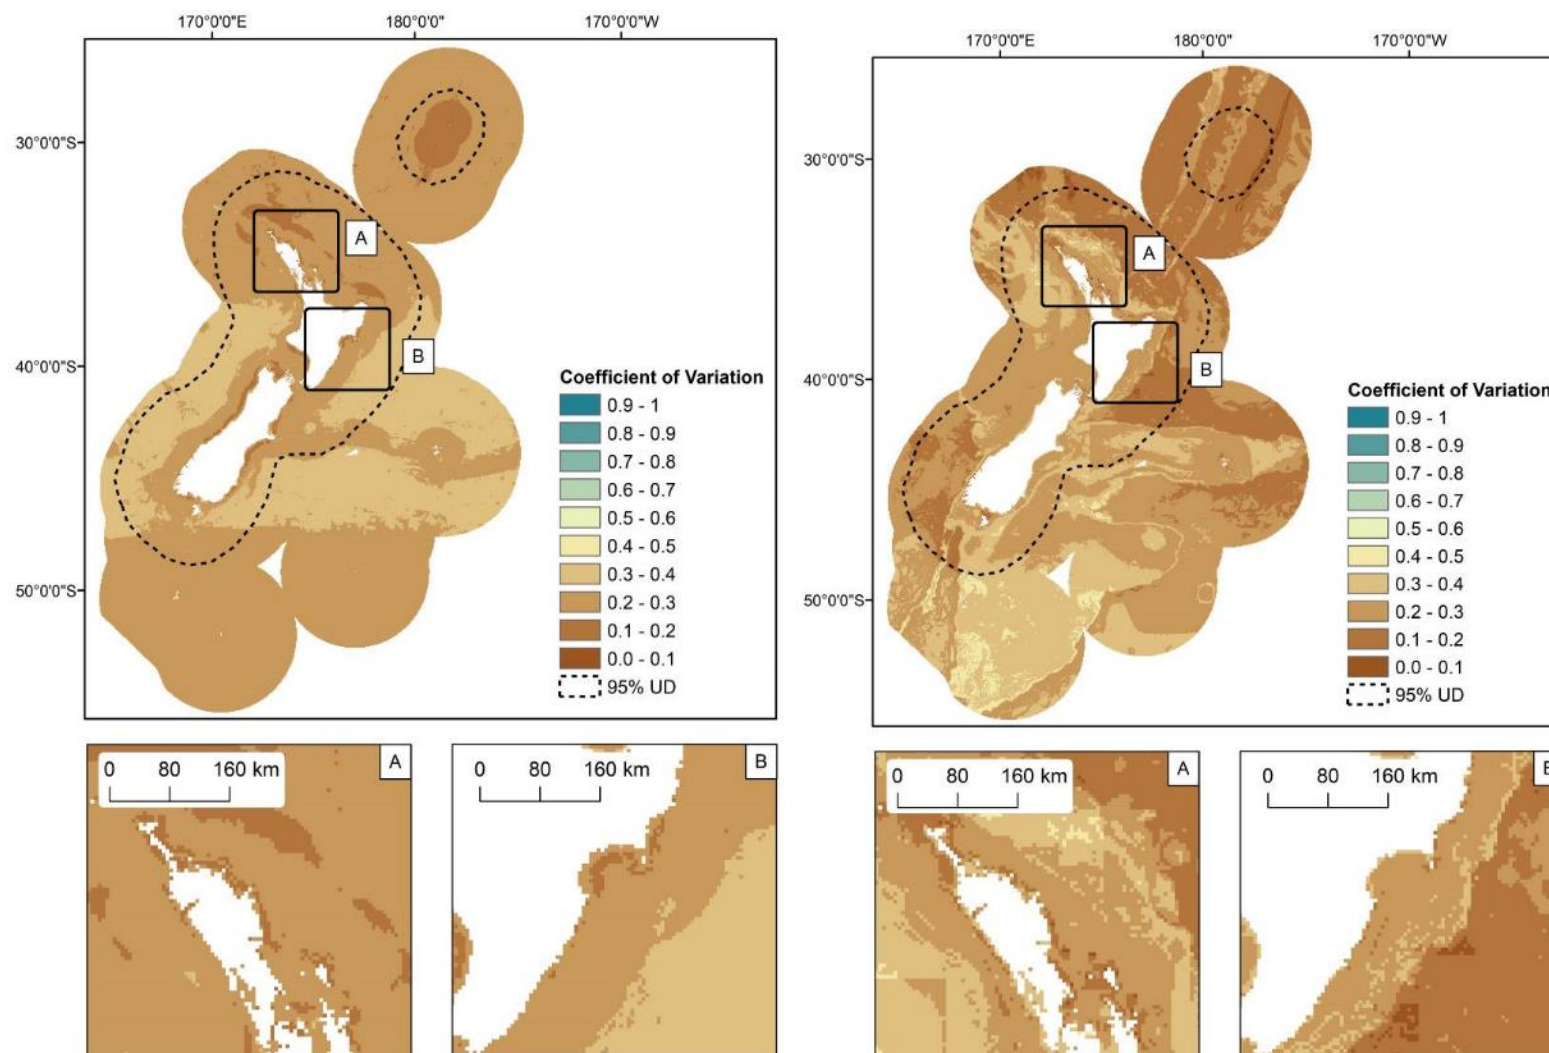 170°0'0"E 180°0'0" 170°0'0"W
30°0'0"S
40°0'0"S
50°0'0"S
A
B
Coefficient of Variation
0.9 - 1
0.8 - 0.9
0.7 - 0.8
0.6 - 0.7
0.5 - 0.6
0.4 - 0.5
0.3 - 0.4
0.2 - 0.3
0.1 - 0.2
0.0 - 0.1
95% UD
0 80 160 km A
0 80 160 km B
170°0'0"E 180°0'0' 170°0'0"W
30°0'0"S
40°0'0"S
50°0'0"S
A
B
Coefficient of Variation
0.9 - 1
0.8 - 0.9
0.7 - 0.8
0.6 - 0.7
0.5 - 0.6
0.4 - 0.5
0.3 - 0.4
0.2 - 0.3
0.1 - 0.2
0.0 - 0.1
95% UD
0 80 160 km A
0 80 160 km